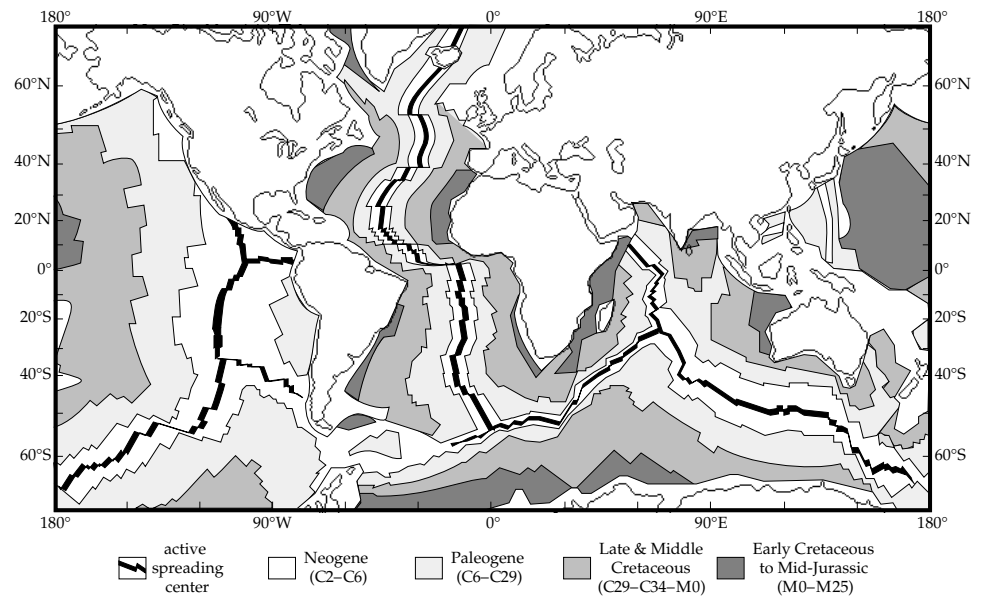 180° 90°W 0° 90°E 180°
60°N 60°N
40°N 40°N
20°N 20°N
0° 0°
20°S 20°S
40°S 40°S
60°S 60°S
180° 90°W 0° 90°E 180°
active
spreading
center
Neogene
(C2–C6)
Paleogene
(C6–C29)
Late & Middle
Cretaceous
(C29–C34–M0)
Early Cretaceous
to Mid-Jurassic
(M0–M25)